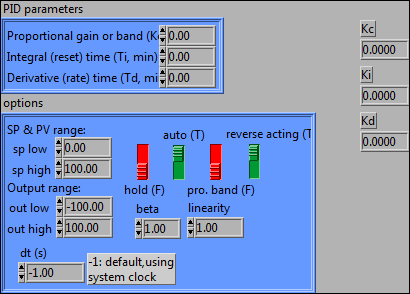 PID parameters
Proportional gain or band (Kc 0.00
Integral (reset) time (Ti, min) 0.00
Derivative (rate) time (Td, min 0.00
Kc
0.0000
Ki
0.0000
Kd
0.0000
options
SP & PV range:
sp low 0.00
sp high 100.00
Output range:
out low -100.00
out high 100.00
auto (T)
reverse acting (T
hold (F)
pro. band (F)
beta
1.00
linearity
1.00
dt (s)
-1.00
-1: default,using
system clock